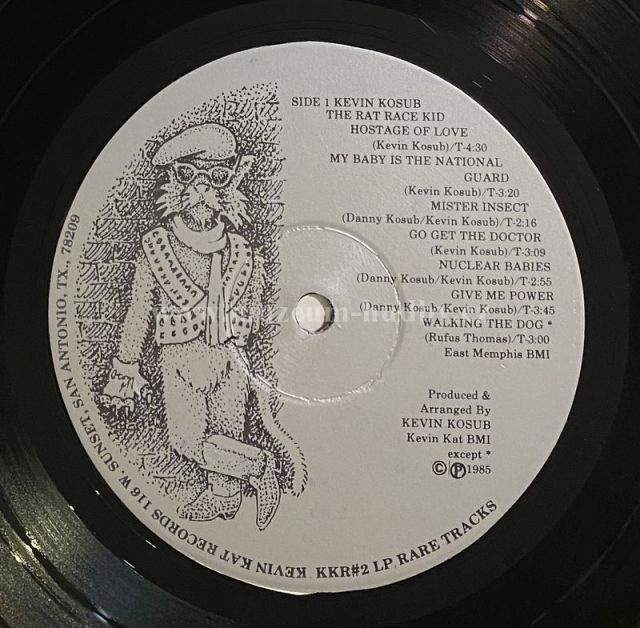 SIDE 1 KEVIN KOSUB
THE RAT RACE KID
HOSTAGE OF LOVE
(Kevin Kosub)/T-4:30
MY BABY IS THE NATIONAL
GUARD
(Kevin Kosub)/T-3:20
MISTER INSECT
(Danny Kosub/Kevin Kosub)/T-2:16
GO GET THE DOCTOR
(Kevin Kosub)/T-3:09
NUCLEAR BABIES
(Danny Kosub/Kevin Kosub)/T-2:55
GIVE ME POWER
(Danny Kosub/Kevin Kosub)/T-3:45
WALKING THE DOG *
(Rufus Thomas)/T-3:00
East Memphis BMI
Produced &
Arranged By
KEVIN KOSUB
Kevin Kat BMI
except *
© ℗ 1985
KEVIN KAT RECORDS 116 W SUNSET, SAN ANTONIO, TX, 78209
KKR#2 LP RARE TRACKS